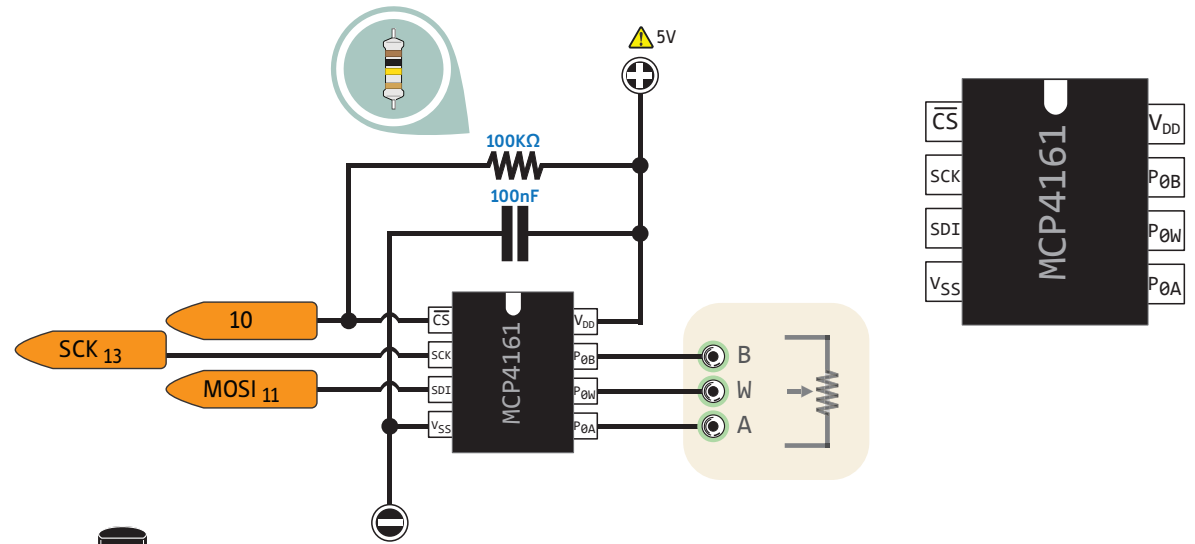 5V
100KΩ
100nF
10
SCK 13
MOSI 11
CS
SCK
SDI
VSS
MCP4161
VDD
P0B
P0W
P0A
B
W
A
CS
SCK
SDI
VSS
MCP4161
VDD
P0B
P0W
P0A